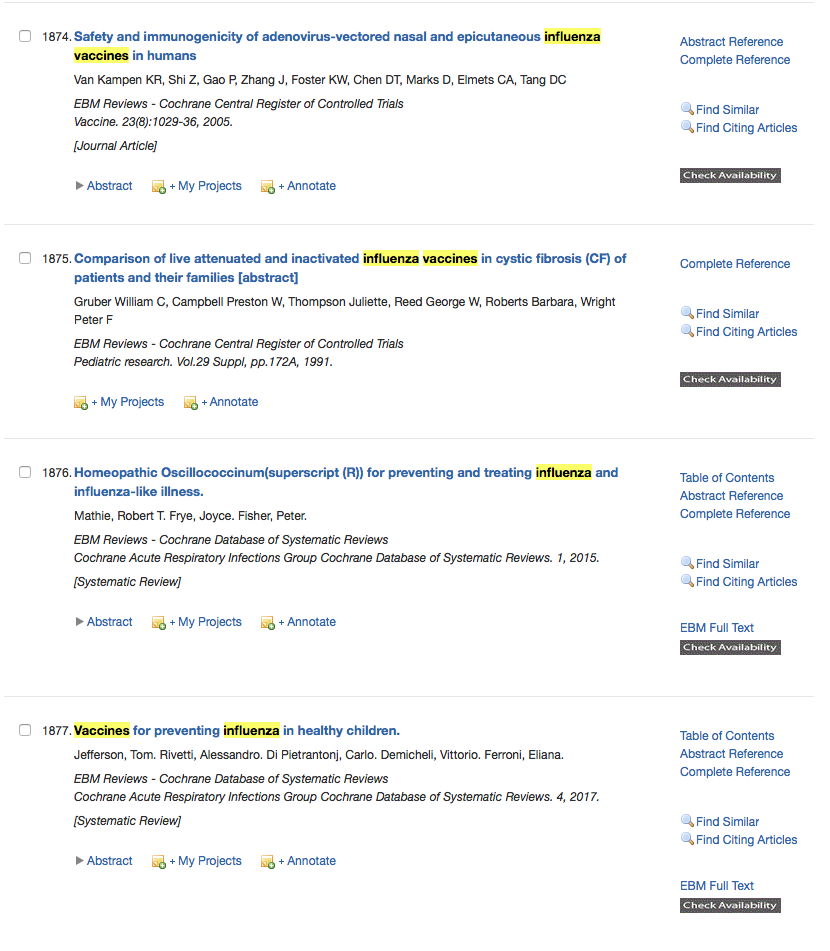 1874. Safety and immunogenicity of adenovirus-vectored nasal and epicutaneous influenza
vaccines in humans
Van Kampen KR, Shi Z, Gao P, Zhang J, Foster KW, Chen DT, Marks D, Elmets CA, Tang DC
EBM Reviews - Cochrane Central Register of Controlled Trials
Vaccine. 23(8):1029-36, 2005.
[Journal Article]
Abstract + My Projects + Annotate
Abstract Reference
Complete Reference
Find Similar
Find Citing Articles
Check Availability
1875. Comparison of live attenuated and inactivated influenza vaccines in cystic fibrosis (CF) of
patients and their families [abstract]
Gruber William C, Campbell Preston W, Thompson Juliette, Reed George W, Roberts Barbara, Wright
Peter F
EBM Reviews - Cochrane Central Register of Controlled Trials
Pediatric research. Vol.29 Suppl, pp.172A, 1991.
+ My Projects + Annotate
Complete Reference
Find Similar
Find Citing Articles
Check Availability
1876. Homeopathic Oscillococcinum(superscript (R)) for preventing and treating influenza and
influenza-like illness.
Mathie, Robert T. Frye, Joyce. Fisher, Peter.
EBM Reviews - Cochrane Database of Systematic Reviews
Cochrane Acute Respiratory Infections Group Cochrane Database of Systematic Reviews. 1, 2015.
[Systematic Review]
Abstract + My Projects + Annotate
Table of Contents
Abstract Reference
Complete Reference
Find Similar
Find Citing Articles
EBM Full Text
Check Availability
1877. Vaccines for preventing influenza in healthy children.
Jefferson, Tom. Rivetti, Alessandro. Di Pietrantonj, Carlo. Demicheli, Vittorio. Ferroni, Eliana.
EBM Reviews - Cochrane Database of Systematic Reviews
Cochrane Acute Respiratory Infections Group Cochrane Database of Systematic Reviews. 4, 2017.
[Systematic Review]
Abstract + My Projects + Annotate
Table of Contents
Abstract Reference
Complete Reference
Find Similar
Find Citing Articles
EBM Full Text
Check Availability